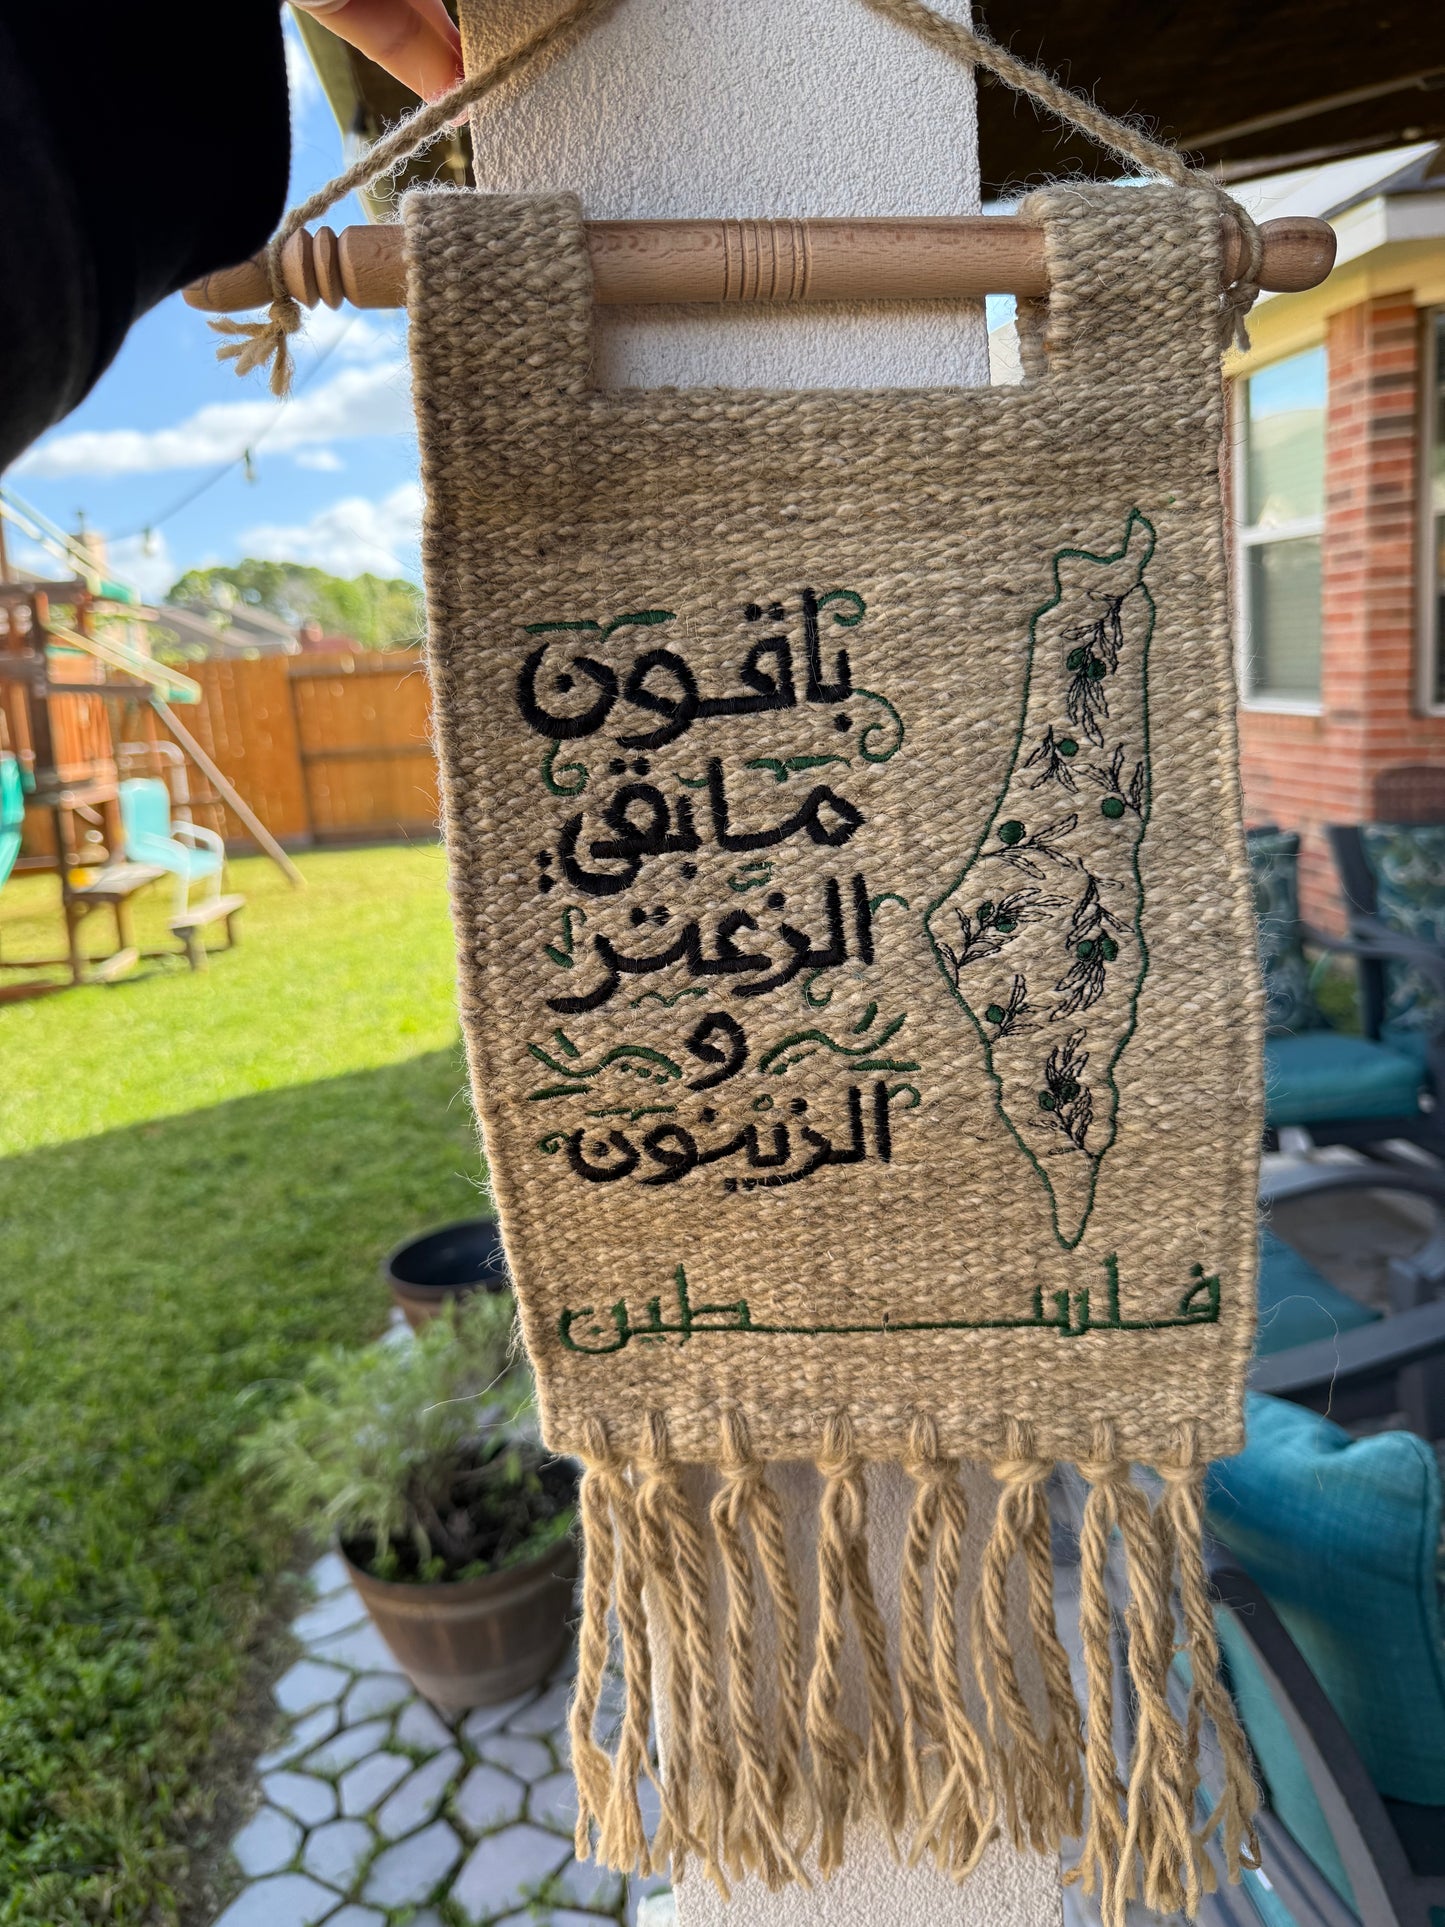 باقون
ما بقي
الزعتر
و
الزيتون
فلسطين